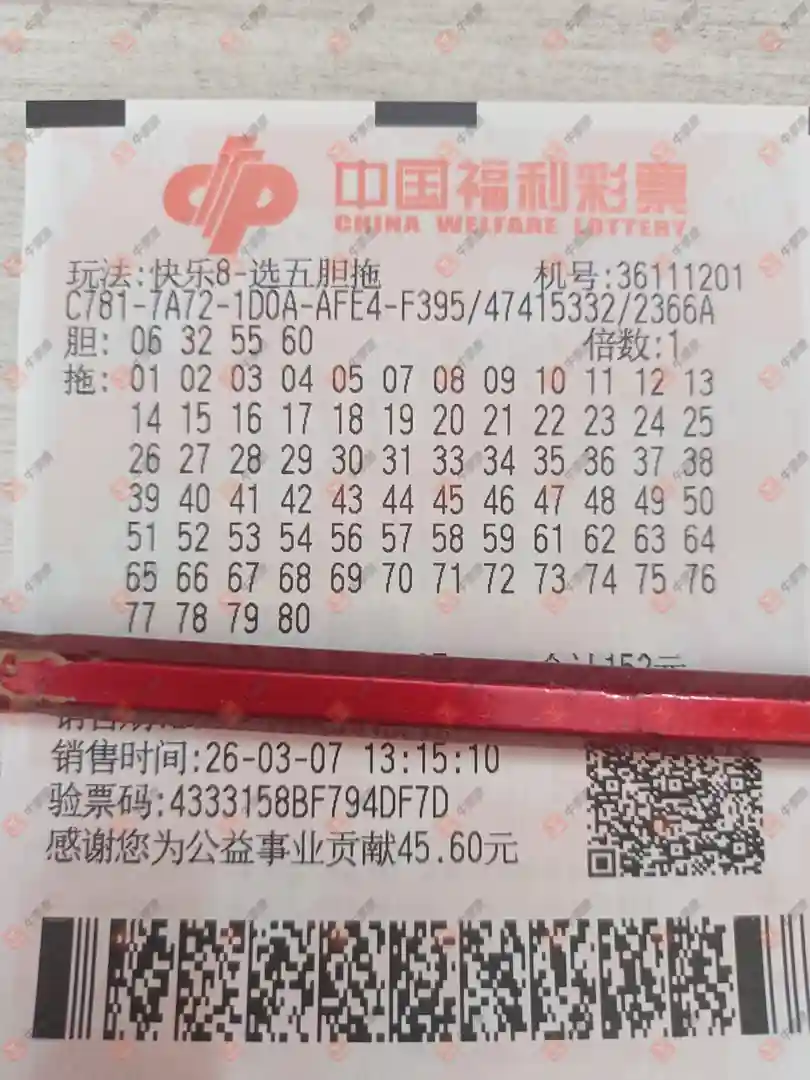 中国福利彩票
CHINA WELFARE LOTTERY
玩法:快乐8-选五胆拖 机号:36111201
C781-7A72-1D0A-AFE4-F395/47415332/2366A
胆: 06 32 55 60 倍数:1
拖: 01 02 03 04 05 07 08 09 10 11 12 13
14 15 16 17 18 19 20 21 22 23 24 25
26 27 28 29 30 31 33 34 35 36 37 38
39 40 41 42 43 44 45 46 47 48 49 50
51 52 53 54 56 57 58 59 61 62 63 64
65 66 67 68 69 70 71 72 73 74 75 76
77 78 79 80
合计152元
销售时间:26-03-07 13:15:10
验票码:4333158BF794DF7D
感谢您为公益事业贡献45.60元